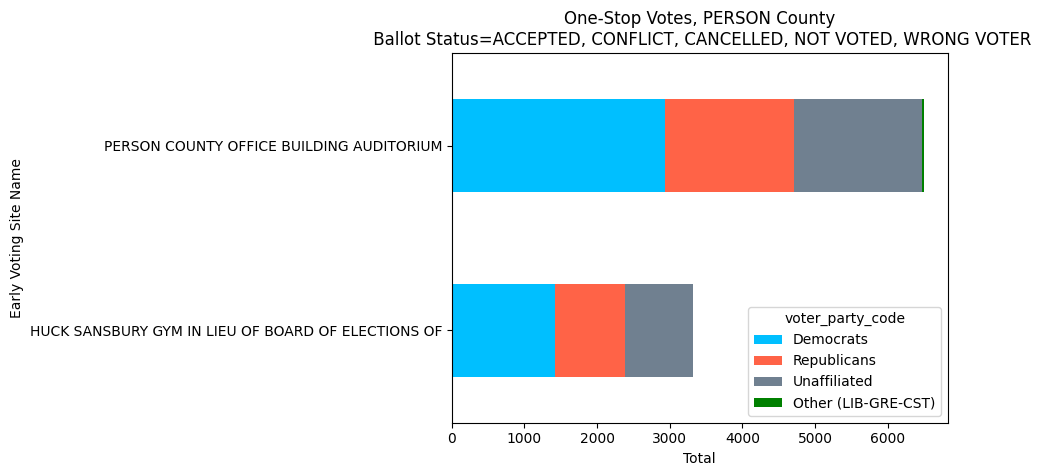 One-Stop Votes, PERSON County
Ballot Status=ACCEPTED, CONFLICT, CANCELLED, NOT VOTED, WRONG VOTER
Early Voting Site Name
PERSON COUNTY OFFICE BUILDING AUDITORIUM
HUCK SANSBURY GYM IN LIEU OF BOARD OF ELECTIONS OF
voter_party_code
Democrats
Republicans
Unaffiliated
Other (LIB-GRE-CST)
0 1000 2000 3000 4000 5000 6000
Total